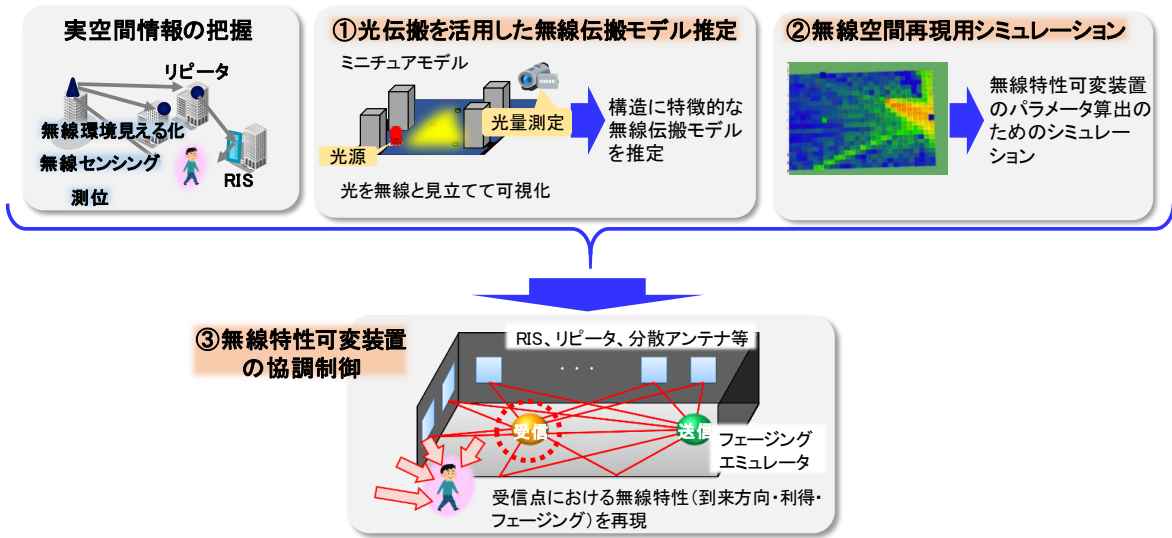 実空間情報の把握
リピータ
無線環境見える化
無線センシング
測位
RIS
①光伝搬を活用した無線伝搬モデル推定
ミニチュアモデル
光量測定
光源
光を無線と見立てて可視化
構造に特徴的な
無線伝搬モデル
を推定
②無線空間再現用シミュレーション
無線特性可変装置
のパラメータ算出の
ためのシミュレー
ション
③無線特性可変装置
の協調制御
RIS、リピータ、分散アンテナ等
・・・
受信
送信
フェージング
エミュレータ
受信点における無線特性（到来方向・利得・
フェージング）を再現